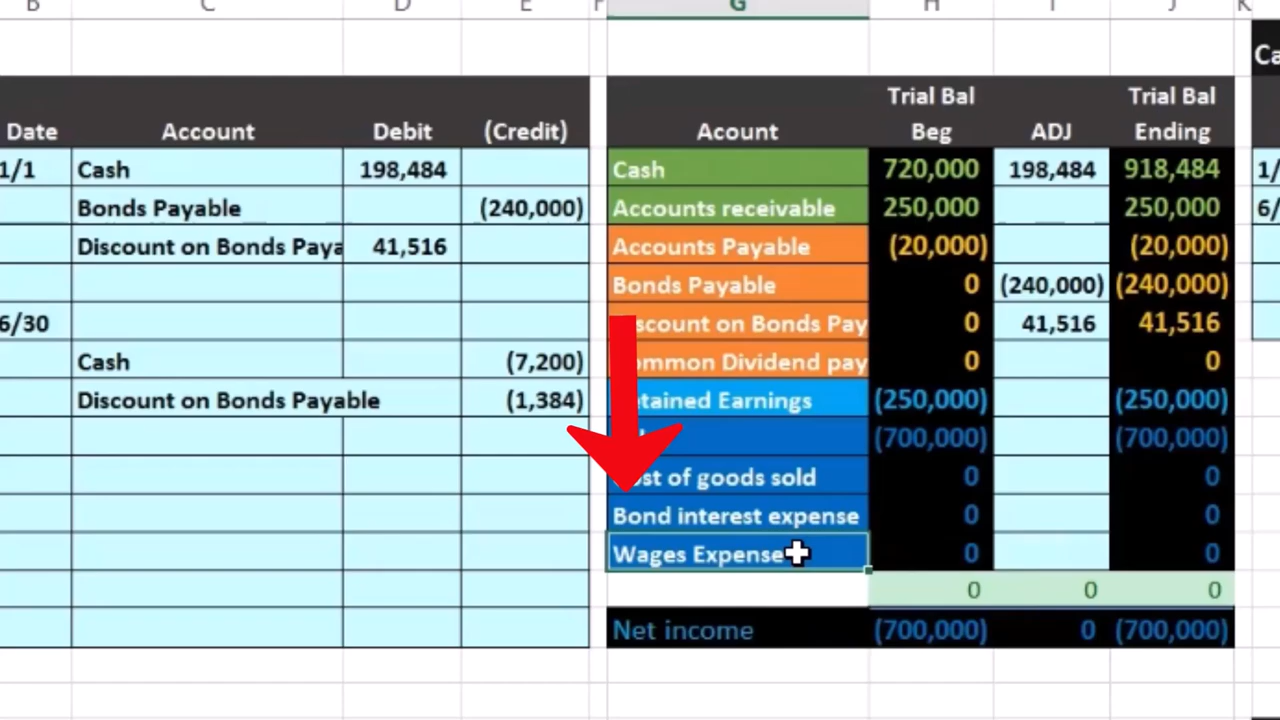 B C D E F G H I J K
Ca
Trial Bal Trial Bal
Date Account Debit (Credit) Acount Beg ADJ Ending
1/1 Cash 198,484 Cash 720,000 198,484 918,484 1/
Bonds Payable (240,000) Accounts receivable 250,000 250,000 6/
Discount on Bonds Paya 41,516 Accounts Payable (20,000) (20,000)
Bonds Payable 0 (240,000) (240,000)
6/30 scount on Bonds Pay 0 41,516 41,516
Cash (7,200) ommon Dividend pay 0 0
Discount on Bonds Payable (1,384) tained Earnings (250,000) (250,000)
(700,000) (700,000)
ost of goods sold 0 0
Bond interest expense 0 0
Wages Expense 0 0
0 0 0
Net income (700,000) 0 (700,000)